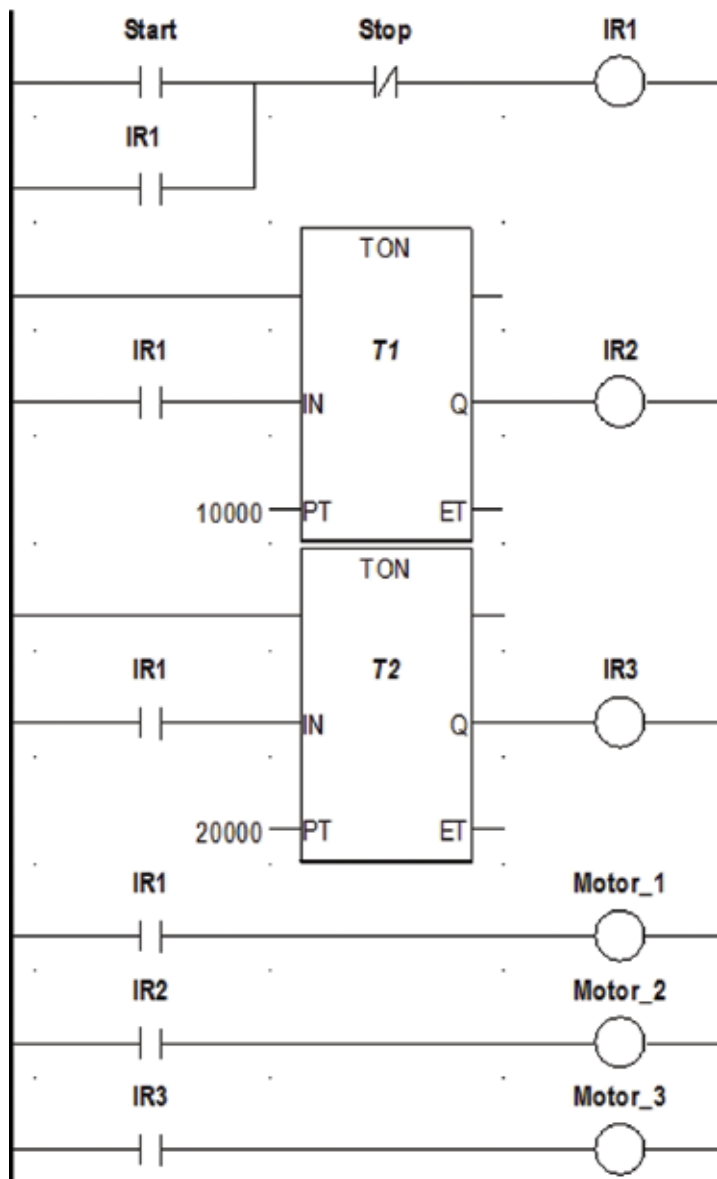 Start Stop IR1
IR1
TON
IR1 T1 IR2
IN Q
10000 PT ET
TON
IR1 T2 IR3
IN Q
20000 PT ET
IR1 Motor_1
IR2 Motor_2
IR3 Motor_3